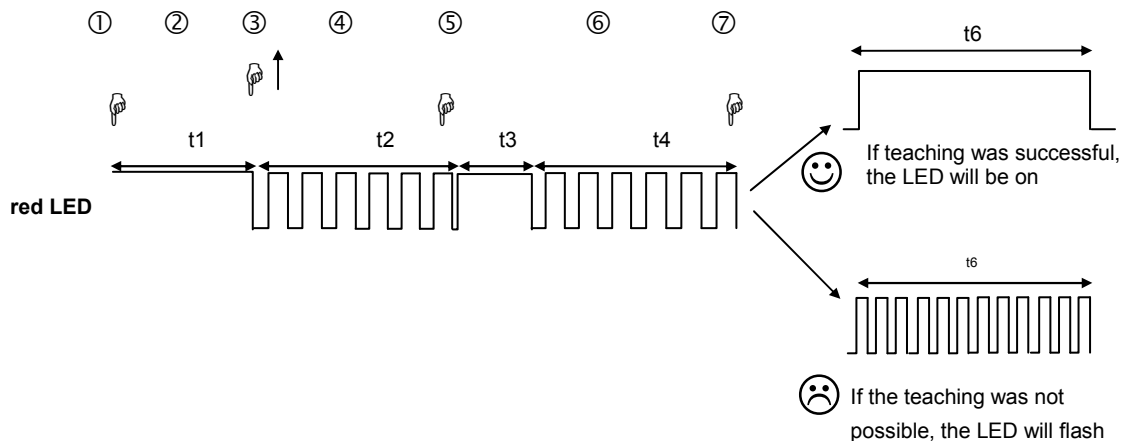 ① ② ③ ④ ⑤ ⑥ ⑦
t6
t1 t2 t3 t4
If teaching was successful,
the LED will be on
red LED
t6
If the teaching was not
possible, the LED will flash